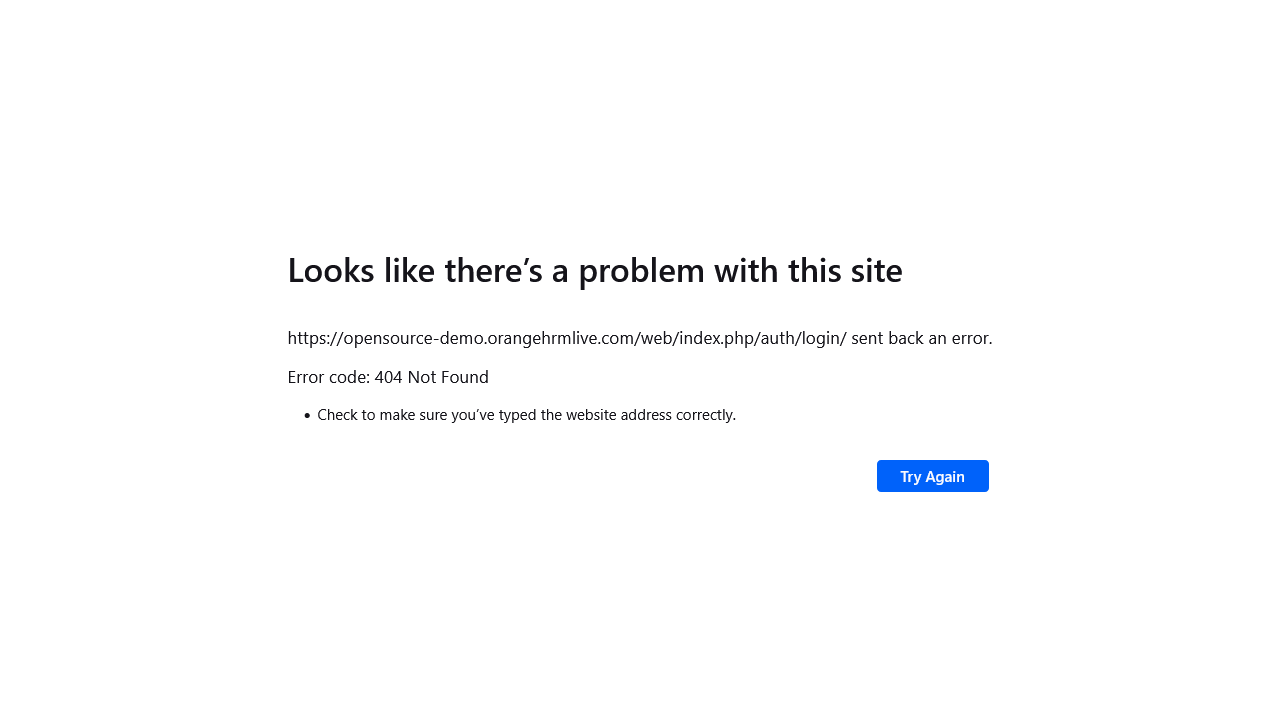 Looks like there’s a problem with this site
https://opensource-demo.orangehrmlive.com/web/index.php/auth/login/ sent back an error.
Error code: 404 Not Found
• Check to make sure you’ve typed the website address correctly.
Try Again